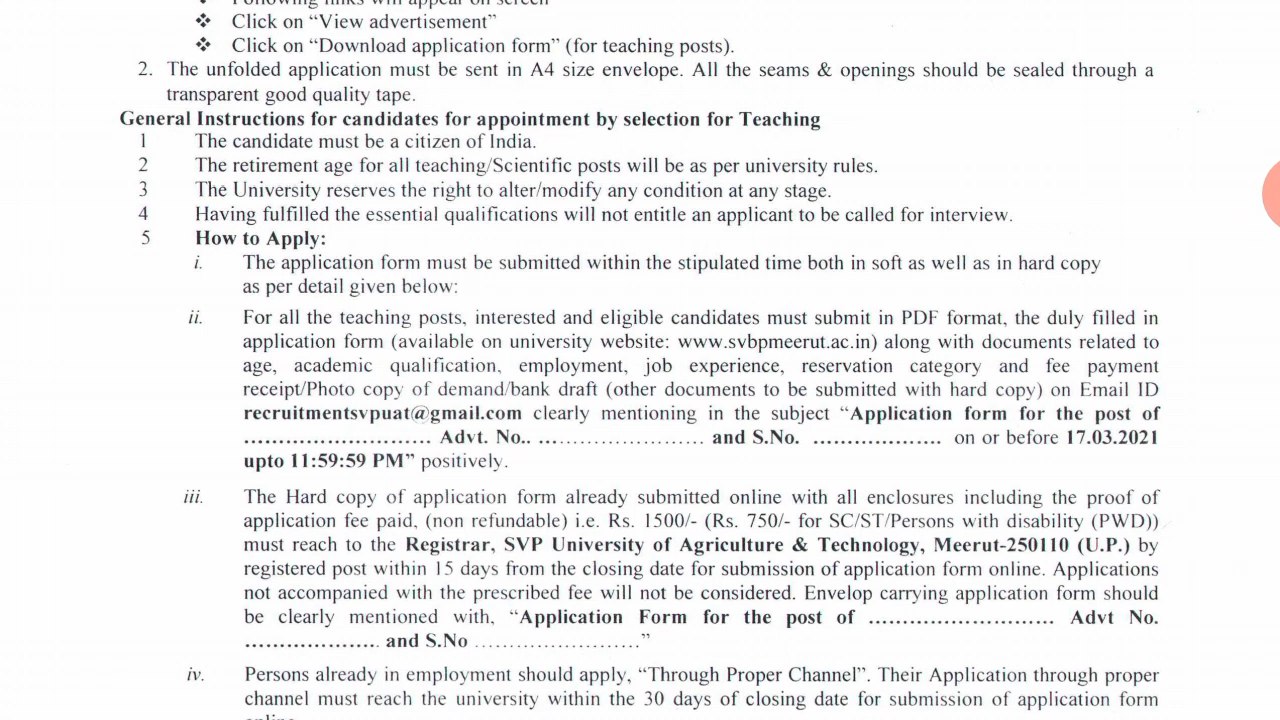 Following links will appear on screen
❖ Click on “View advertisement”
❖ Click on “Download application form” (for teaching posts).
2. The unfolded application must be sent in A4 size envelope. All the seams & openings should be sealed through a
transparent good quality tape.
General Instructions for candidates for appointment by selection for Teaching
1 The candidate must be a citizen of India.
2 The retirement age for all teaching/Scientific posts will be as per university rules.
3 The University reserves the right to alter/modify any condition at any stage.
4 Having fulfilled the essential qualifications will not entitle an applicant to be called for interview.
5 How to Apply:
i. The application form must be submitted within the stipulated time both in soft as well as in hard copy
as per detail given below:
ii. For all the teaching posts, interested and eligible candidates must submit in PDF format, the duly filled in
application form (available on university website: www.svbpmeerut.ac.in) along with documents related to
age, academic qualification, employment, job experience, reservation category and fee payment
receipt/Photo copy of demand/bank draft (other documents to be submitted with hard copy) on Email ID
recruitmentsvpuat@gmail.com clearly mentioning in the subject “Application form for the post of
............................ Advt. No.. ......................... and S.No. ................... on or before 17.03.2021
upto 11:59:59 PM” positively.
iii. The Hard copy of application form already submitted online with all enclosures including the proof of
application fee paid, (non refundable) i.e. Rs. 1500/- (Rs. 750/- for SC/ST/Persons with disability (PWD))
must reach to the Registrar, SVP University of Agriculture & Technology, Meerut-250110 (U.P.) by
registered post within 15 days from the closing date for submission of application form online. Applications
not accompanied with the prescribed fee will not be considered. Envelop carrying application form should
be clearly mentioned with, “Application Form for the post of ............................ Advt No.
.................... and S.No .........................”
iv. Persons already in employment should apply, “Through Proper Channel”. Their Application through proper
channel must reach the university within the 30 days of closing date for submission of application form
online.